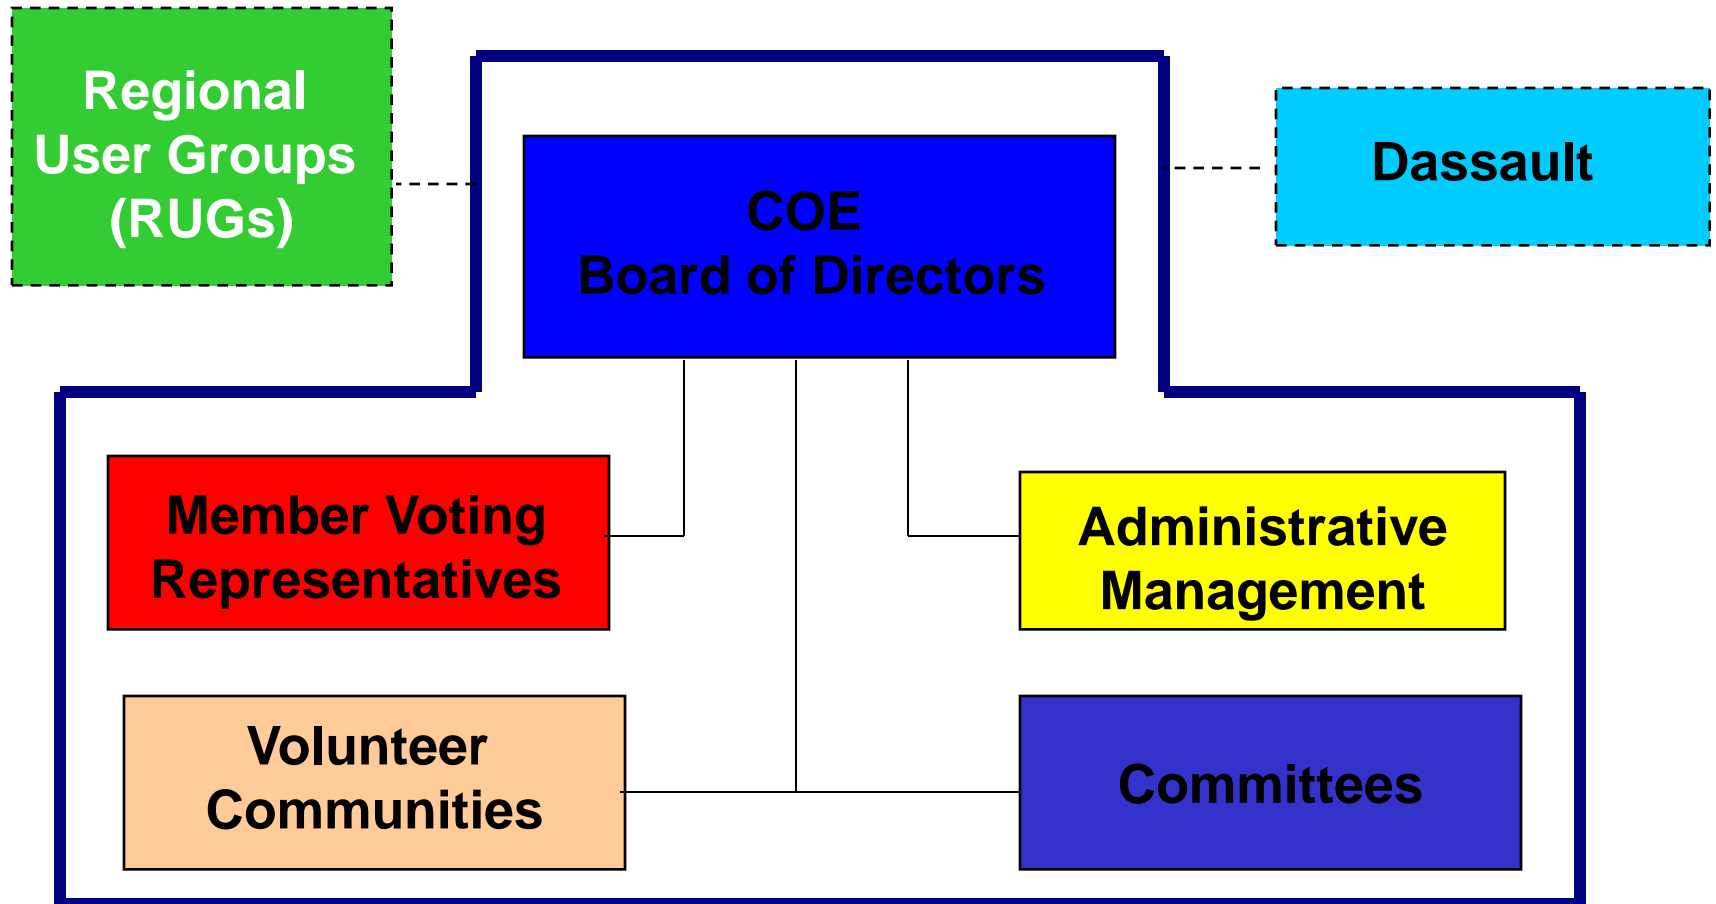 Regional
User Groups
(RUGs)
Dassault
COE
Board of Directors
Member Voting
Representatives
Administrative
Management
Volunteer
Communities
Committees